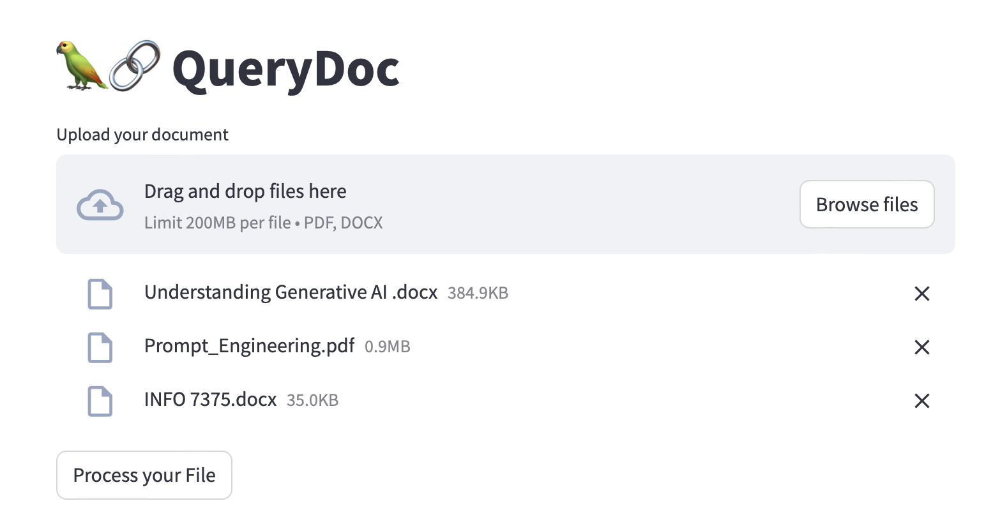 QueryDoc
Upload your document
Drag and drop files here
Limit 200MB per file • PDF, DOCX
Browse files
Understanding Generative AI .docx 384.9KB
Prompt_Engineering.pdf 0.9MB
INFO 7375.docx 35.0KB
Process your File